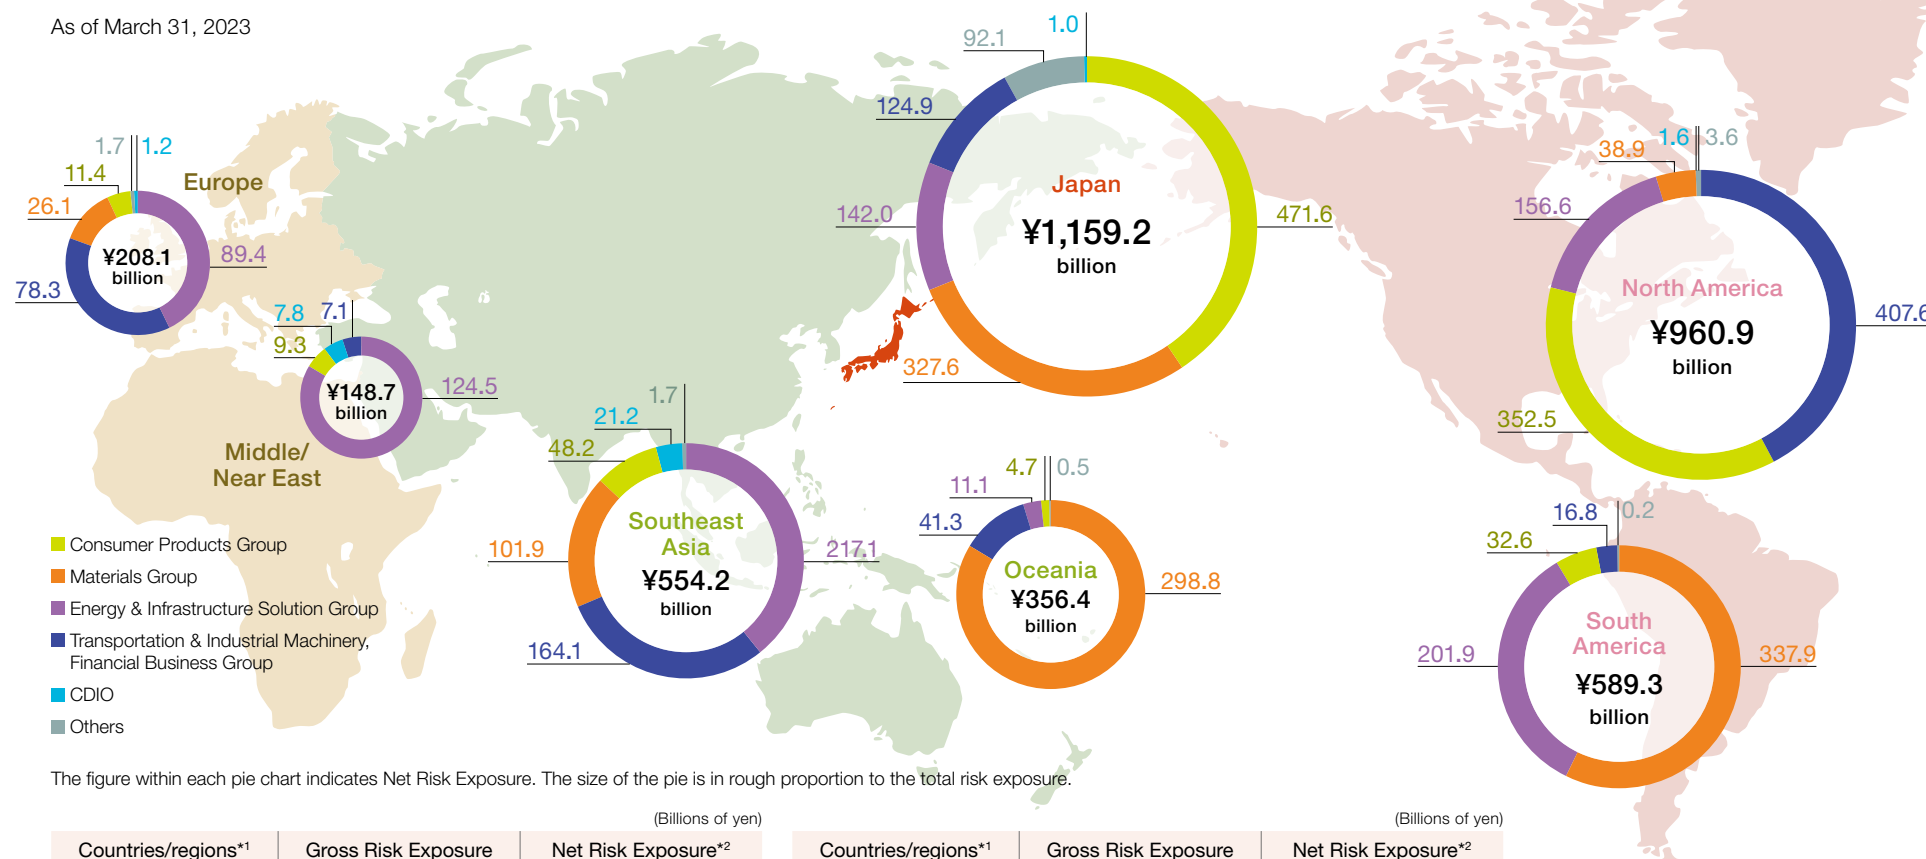 As of March 31, 2023
Europe
1.7
1.2
11.4
26.1
78.3
89.4
¥208.1
billion
Middle/
Near East
7.8
7.1
9.3
124.5
¥148.7
billion
Japan
¥1,159.2
billion
1.0
92.1
124.9
142.0
327.6
471.6
North America
¥960.9
billion
1.6
3.6
38.9
156.6
352.5
407.6
Southeast
Asia
¥554.2
billion
1.7
21.2
48.2
101.9
164.1
217.1
Oceania
¥356.4
billion
4.7
0.5
11.1
41.3
298.8
South
America
¥589.3
billion
16.8
0.2
32.6
201.9
337.9
Consumer Products Group
Materials Group
Energy & Infrastructure Solution Group
Transportation & Industrial Machinery,
Financial Business Group
CDIO
Others
The figure within each pie chart indicates Net Risk Exposure. The size of the pie is in rough proportion to the total risk exposure.
(Billions of yen)
Countries/regions*1 Gross Risk Exposure Net Risk Exposure*2
(Billions of yen)
Countries/regions*1 Gross Risk Exposure Net Risk Exposure*2